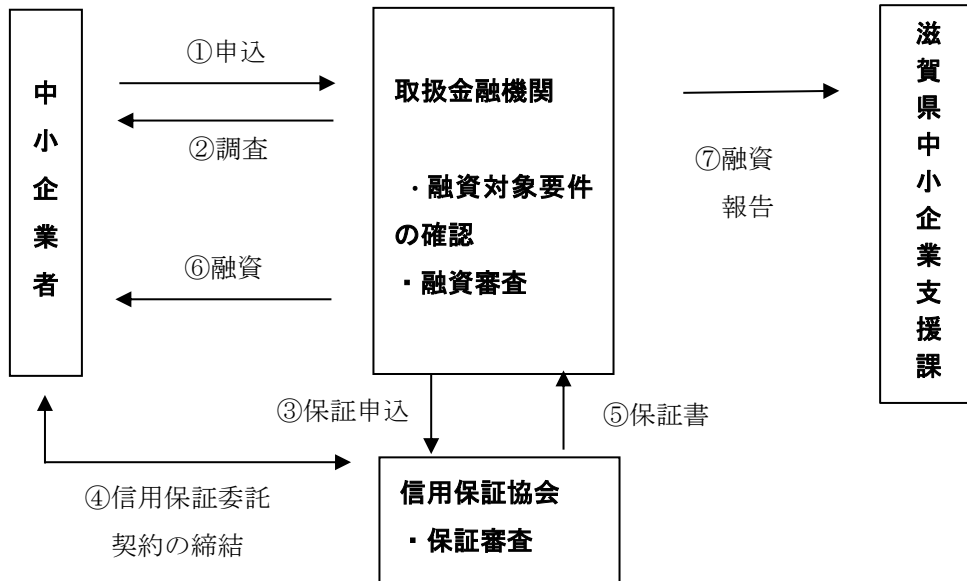 中小企業者
①申込
②調査
⑥融資
取扱金融機関
・融資対象要件
の確認
・融資審査
⑦融資
報告
滋賀県中小企業支援課
③保証申込
⑤保証書
④信用保証委託
契約の締結
信用保証協会
・保証審査